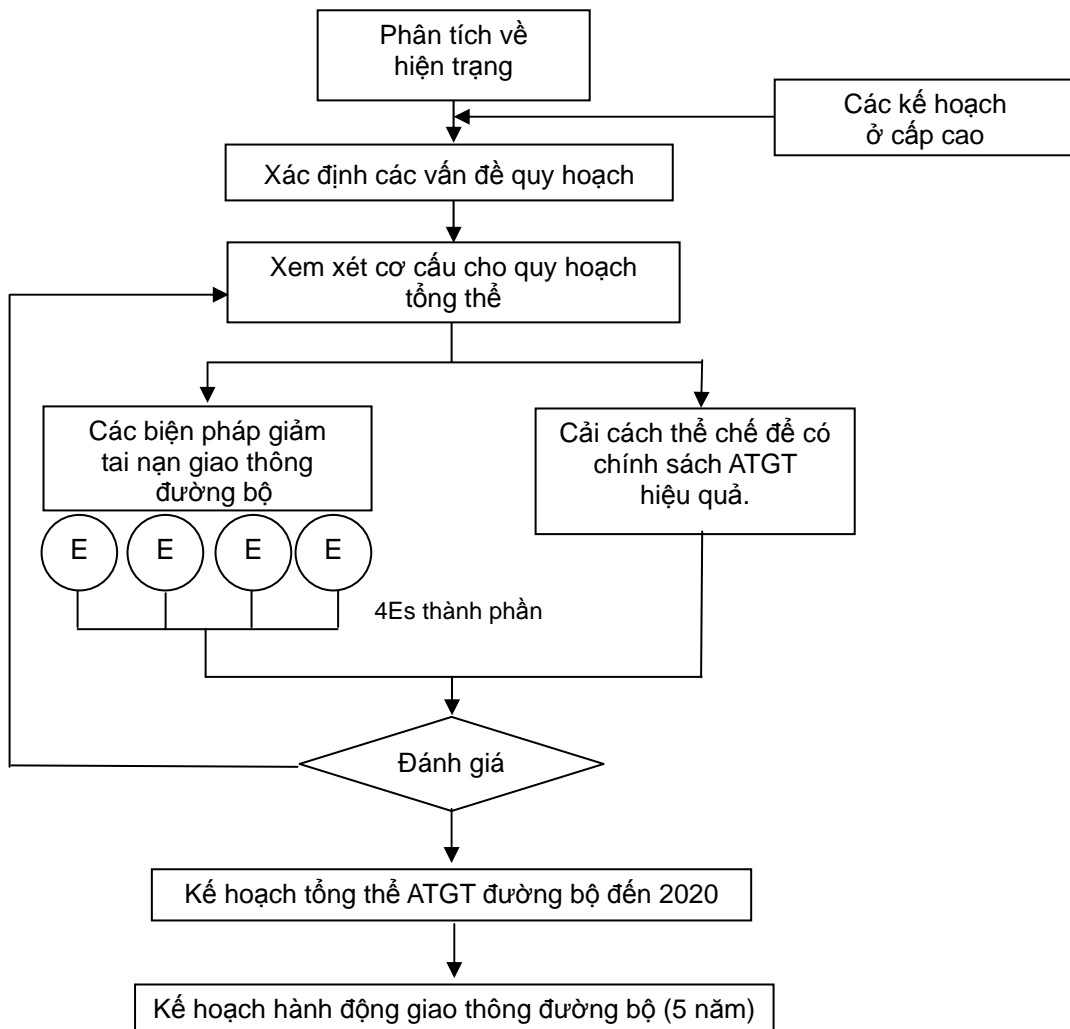 Phân tích về
hiện trạng
Các kế hoạch
ở cấp cao
Xác định các vấn đề quy hoạch
Xem xét cơ cấu cho quy hoạch
tổng thể
Các biện pháp giảm
tai nạn giao thông
đường bộ
Cải cách thể chế để có
chính sách ATGT
hiệu quả.
E E E E
4Es thành phần
Đánh giá
Kế hoạch tổng thể ATGT đường bộ đến 2020
Kế hoạch hành động giao thông đường bộ (5 năm)